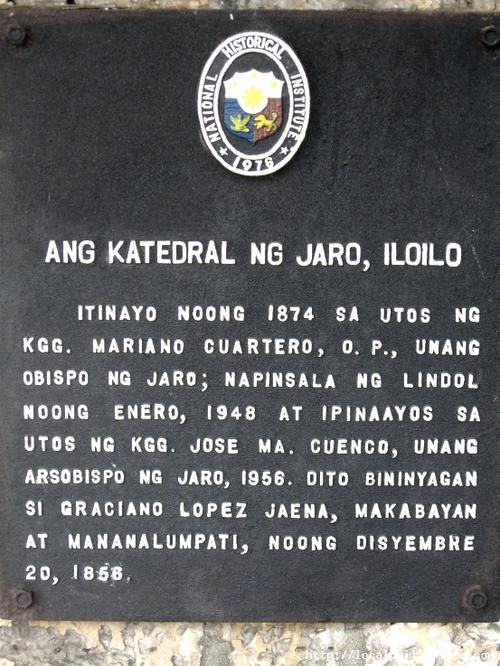 NATIONAL HISTORICAL INSTITUTE
1976
ANG KATEDRAL NG JARO, ILOILO
ITINAYO NOONG 1874 SA UTOS NG
KGG. MARIANO CUARTERO, O. P., UNANG
OBISPO NG JARO; NAPINSALA NG LINDOL
NOONG ENERO, 1948 AT IPINAAYOS SA
UTOS NG KGG. JOSE MA. CUENCO, UNANG
ARSOBISPO NG JARO, 1956. DITO BININYAGAN
SI GRACIANO LOPEZ JAENA, MAKABAYAN
AT MANANALUMPATI, NOONG DISYEMBRE
20, 1856.